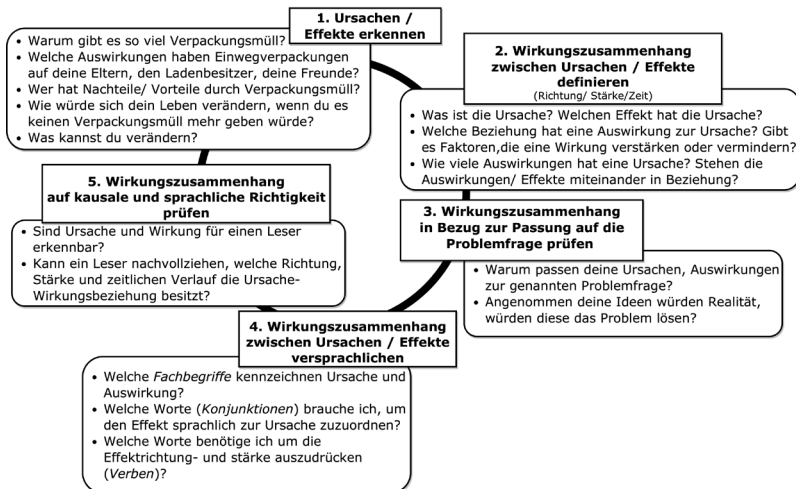 1. Ursachen /
Effekte erkennen
• Warum gibt es so viel Verpackungsmüll?
• Welche Auswirkungen haben Einwegverpackungen
auf deine Eltern, den Ladenbesitzer, deine Freunde?
• Wer hat Nachteile/ Vorteile durch Verpackungsmüll?
• Wie würde sich dein Leben verändern, wenn du es
keinen Verpackungsmüll mehr geben würde?
• Was kannst du verändern?
2. Wirkungszusammenhang
zwischen Ursachen / Effekte
definieren
(Richtung/ Stärke/Zeit)
• Was ist die Ursache? Welchen Effekt hat die Ursache?
• Welche Beziehung hat eine Auswirkung zur Ursache? Gibt
es Faktoren,die eine Wirkung verstärken oder vermindern?
• Wie viele Auswirkungen hat eine Ursache? Stehen die
Auswirkungen/ Effekte miteinander in Beziehung?
3. Wirkungszusammenhang
in Bezug zur Passung auf die
Problemfrage prüfen
• Warum passen deine Ursachen, Auswirkungen
zur genannten Problemfrage?
• Angenommen deine Ideen würden Realität,
würden diese das Problem lösen?
4. Wirkungszusammenhang
zwischen Ursachen / Effekte
versprachlichen
• Welche Fachbegriffe kennzeichnen Ursache und
Auswirkung?
• Welche Worte (Konjunktionen) brauche ich, um
den Effekt sprachlich zur Ursache zuzuordnen?
• Welche Worte benötige ich um die
Effektrichtung- und stärke auszudrücken
(Verben)?
5. Wirkungszusammenhang
auf kausale und sprachliche Richtigkeit
prüfen
• Sind Ursache und Wirkung für einen Leser
erkennbar?
• Kann ein Leser nachvollziehen, welche Richtung,
Stärke und zeitlichen Verlauf die Ursache-
Wirkungsbeziehung besitzt?